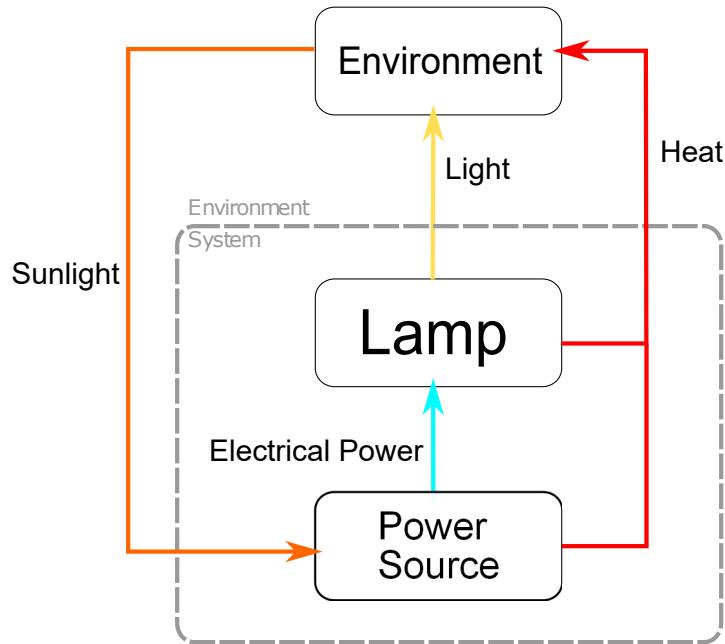 Environment
Heat
Light
Environment
System
Sunlight
Lamp
Electrical Power
Power
Source